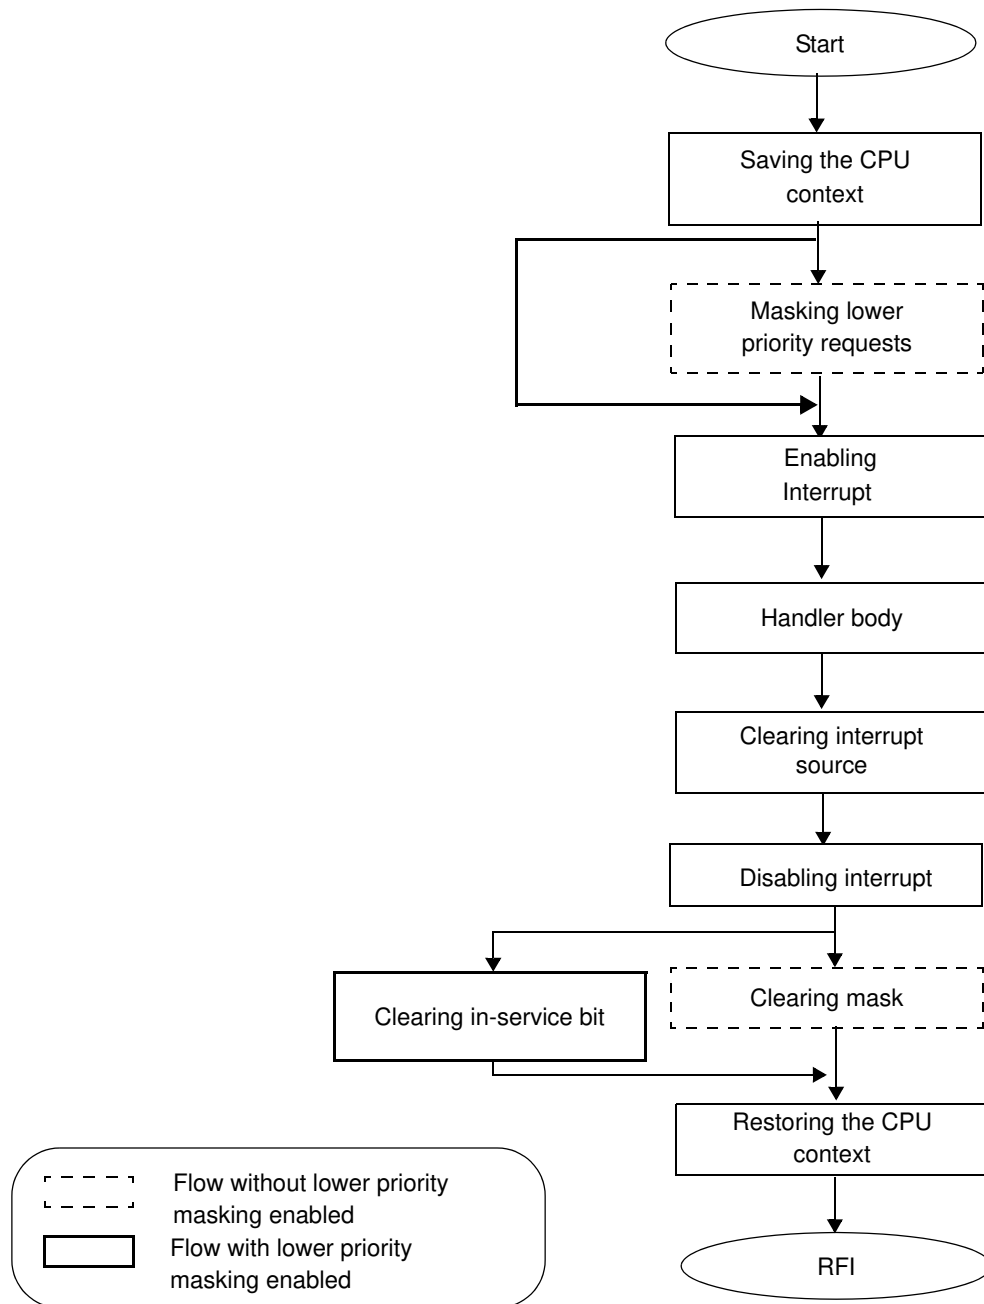 Start
Saving the CPU
context
Masking lower
priority requests
Enabling
Interrupt
Handler body
Clearing interrupt
source
Disabling interrupt
Clearing in-service bit
Clearing mask
Restoring the CPU
context
RFI
Flow without lower priority
masking enabled
Flow with lower priority
masking enabled